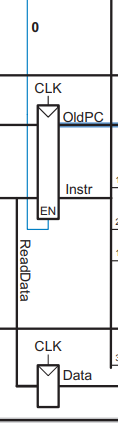 0
CLK
OldPC
Instr
EN
ReadData
CLK
Data